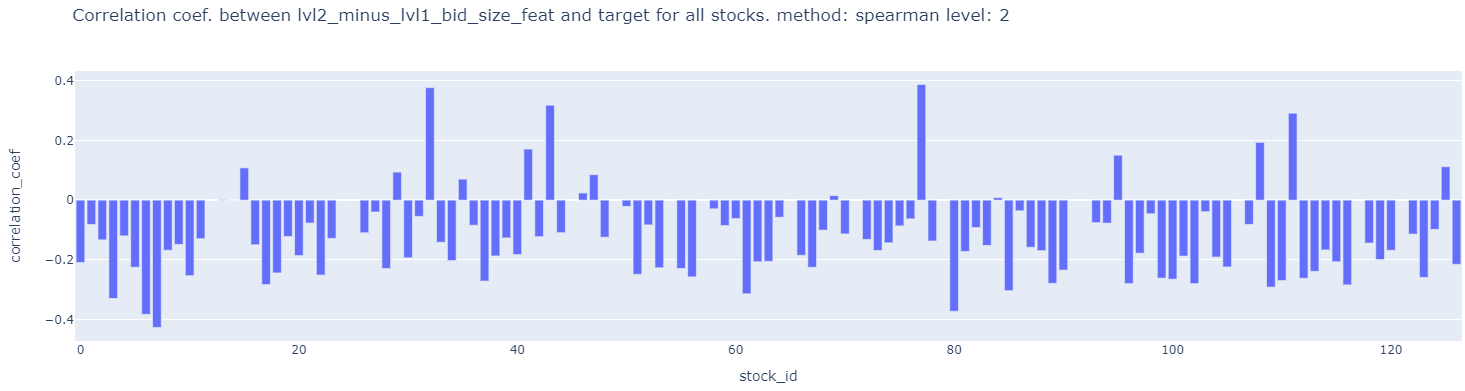 Correlation coef. between lvl2_minus_lvl1_bid_size_feat and target for all stocks. method: spearman level: 2
0.4
0.2
0
−0.2
−0.4
correlation_coef
0 20 40 60 80 100 120
stock_id